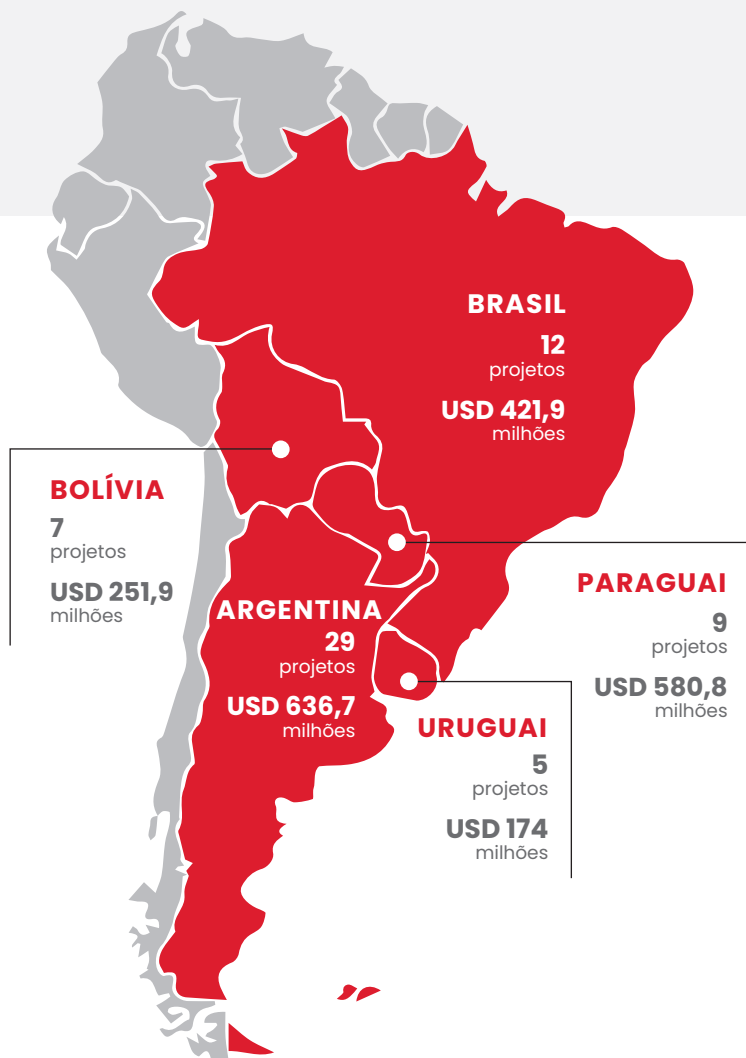 BRASIL
12
projetos
USD 421,9
milhões
BOLÍVIA
7
projetos
USD 251,9
milhões
PARAGUAI
9
projetos
USD 580,8
milhões
ARGENTINA
29
projetos
USD 636,7
milhões
URUGUAI
5
projetos
USD 174
milhões